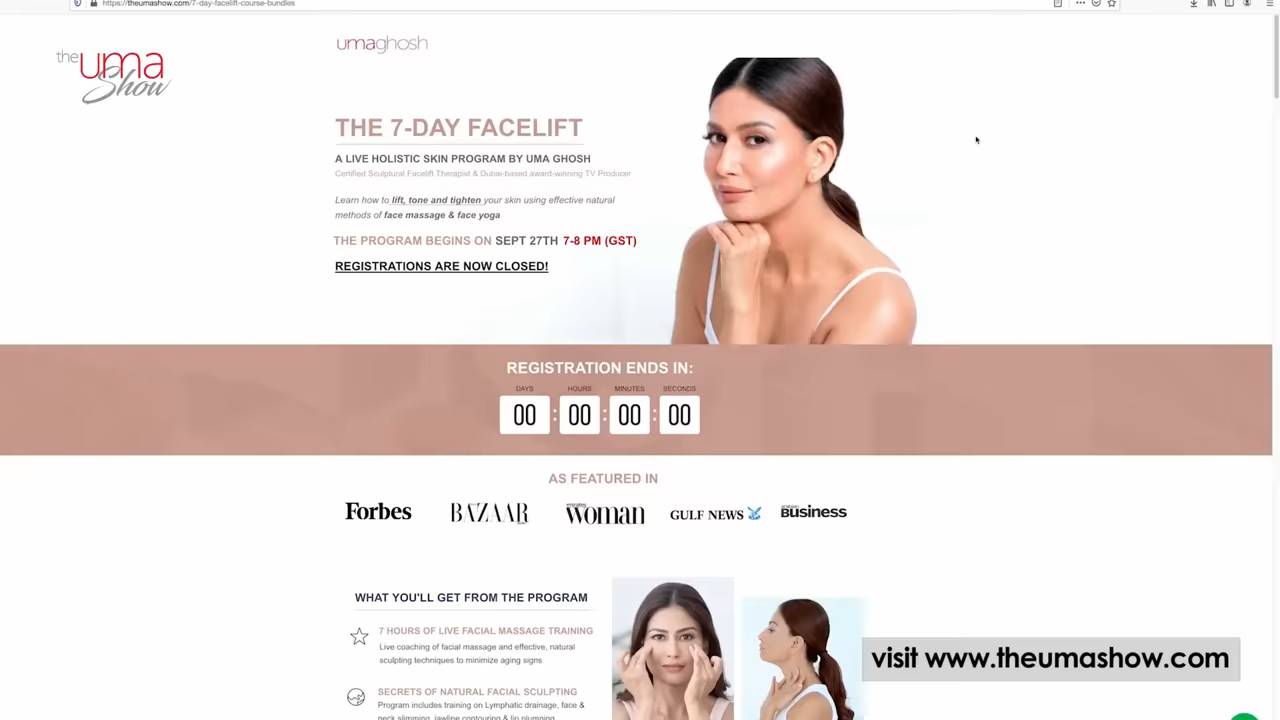 https://theumashow.com/7-day-facelift-course-bundles
the uma Show
umaghosh
THE 7-DAY FACELIFT
A LIVE HOLISTIC SKIN PROGRAM BY UMA GHOSH
Certified Sculptural Facelift Therapist & Dubai-based award-winning TV Producer
Learn how to lift, tone and tighten your skin using effective natural
methods of face massage & face yoga
THE PROGRAM BEGINS ON SEPT 27TH 7-8 PM (GST)
REGISTRATIONS ARE NOW CLOSED!
REGISTRATION ENDS IN:
DAYS HOURS MINUTES SECONDS
00 : 00 : 00 : 00
AS FEATURED IN
Forbes BAZAAR woman GULF NEWS Business
WHAT YOU'LL GET FROM THE PROGRAM
7 HOURS OF LIVE FACIAL MASSAGE TRAINING
Live coaching of facial massage and effective, natural
sculpting techniques to minimize aging signs
visit www.theumashow.com
SECRETS OF NATURAL FACIAL SCULPTING
Program includes training on Lymphatic drainage, face &
neck slimming, jawline contouring & lip plumping